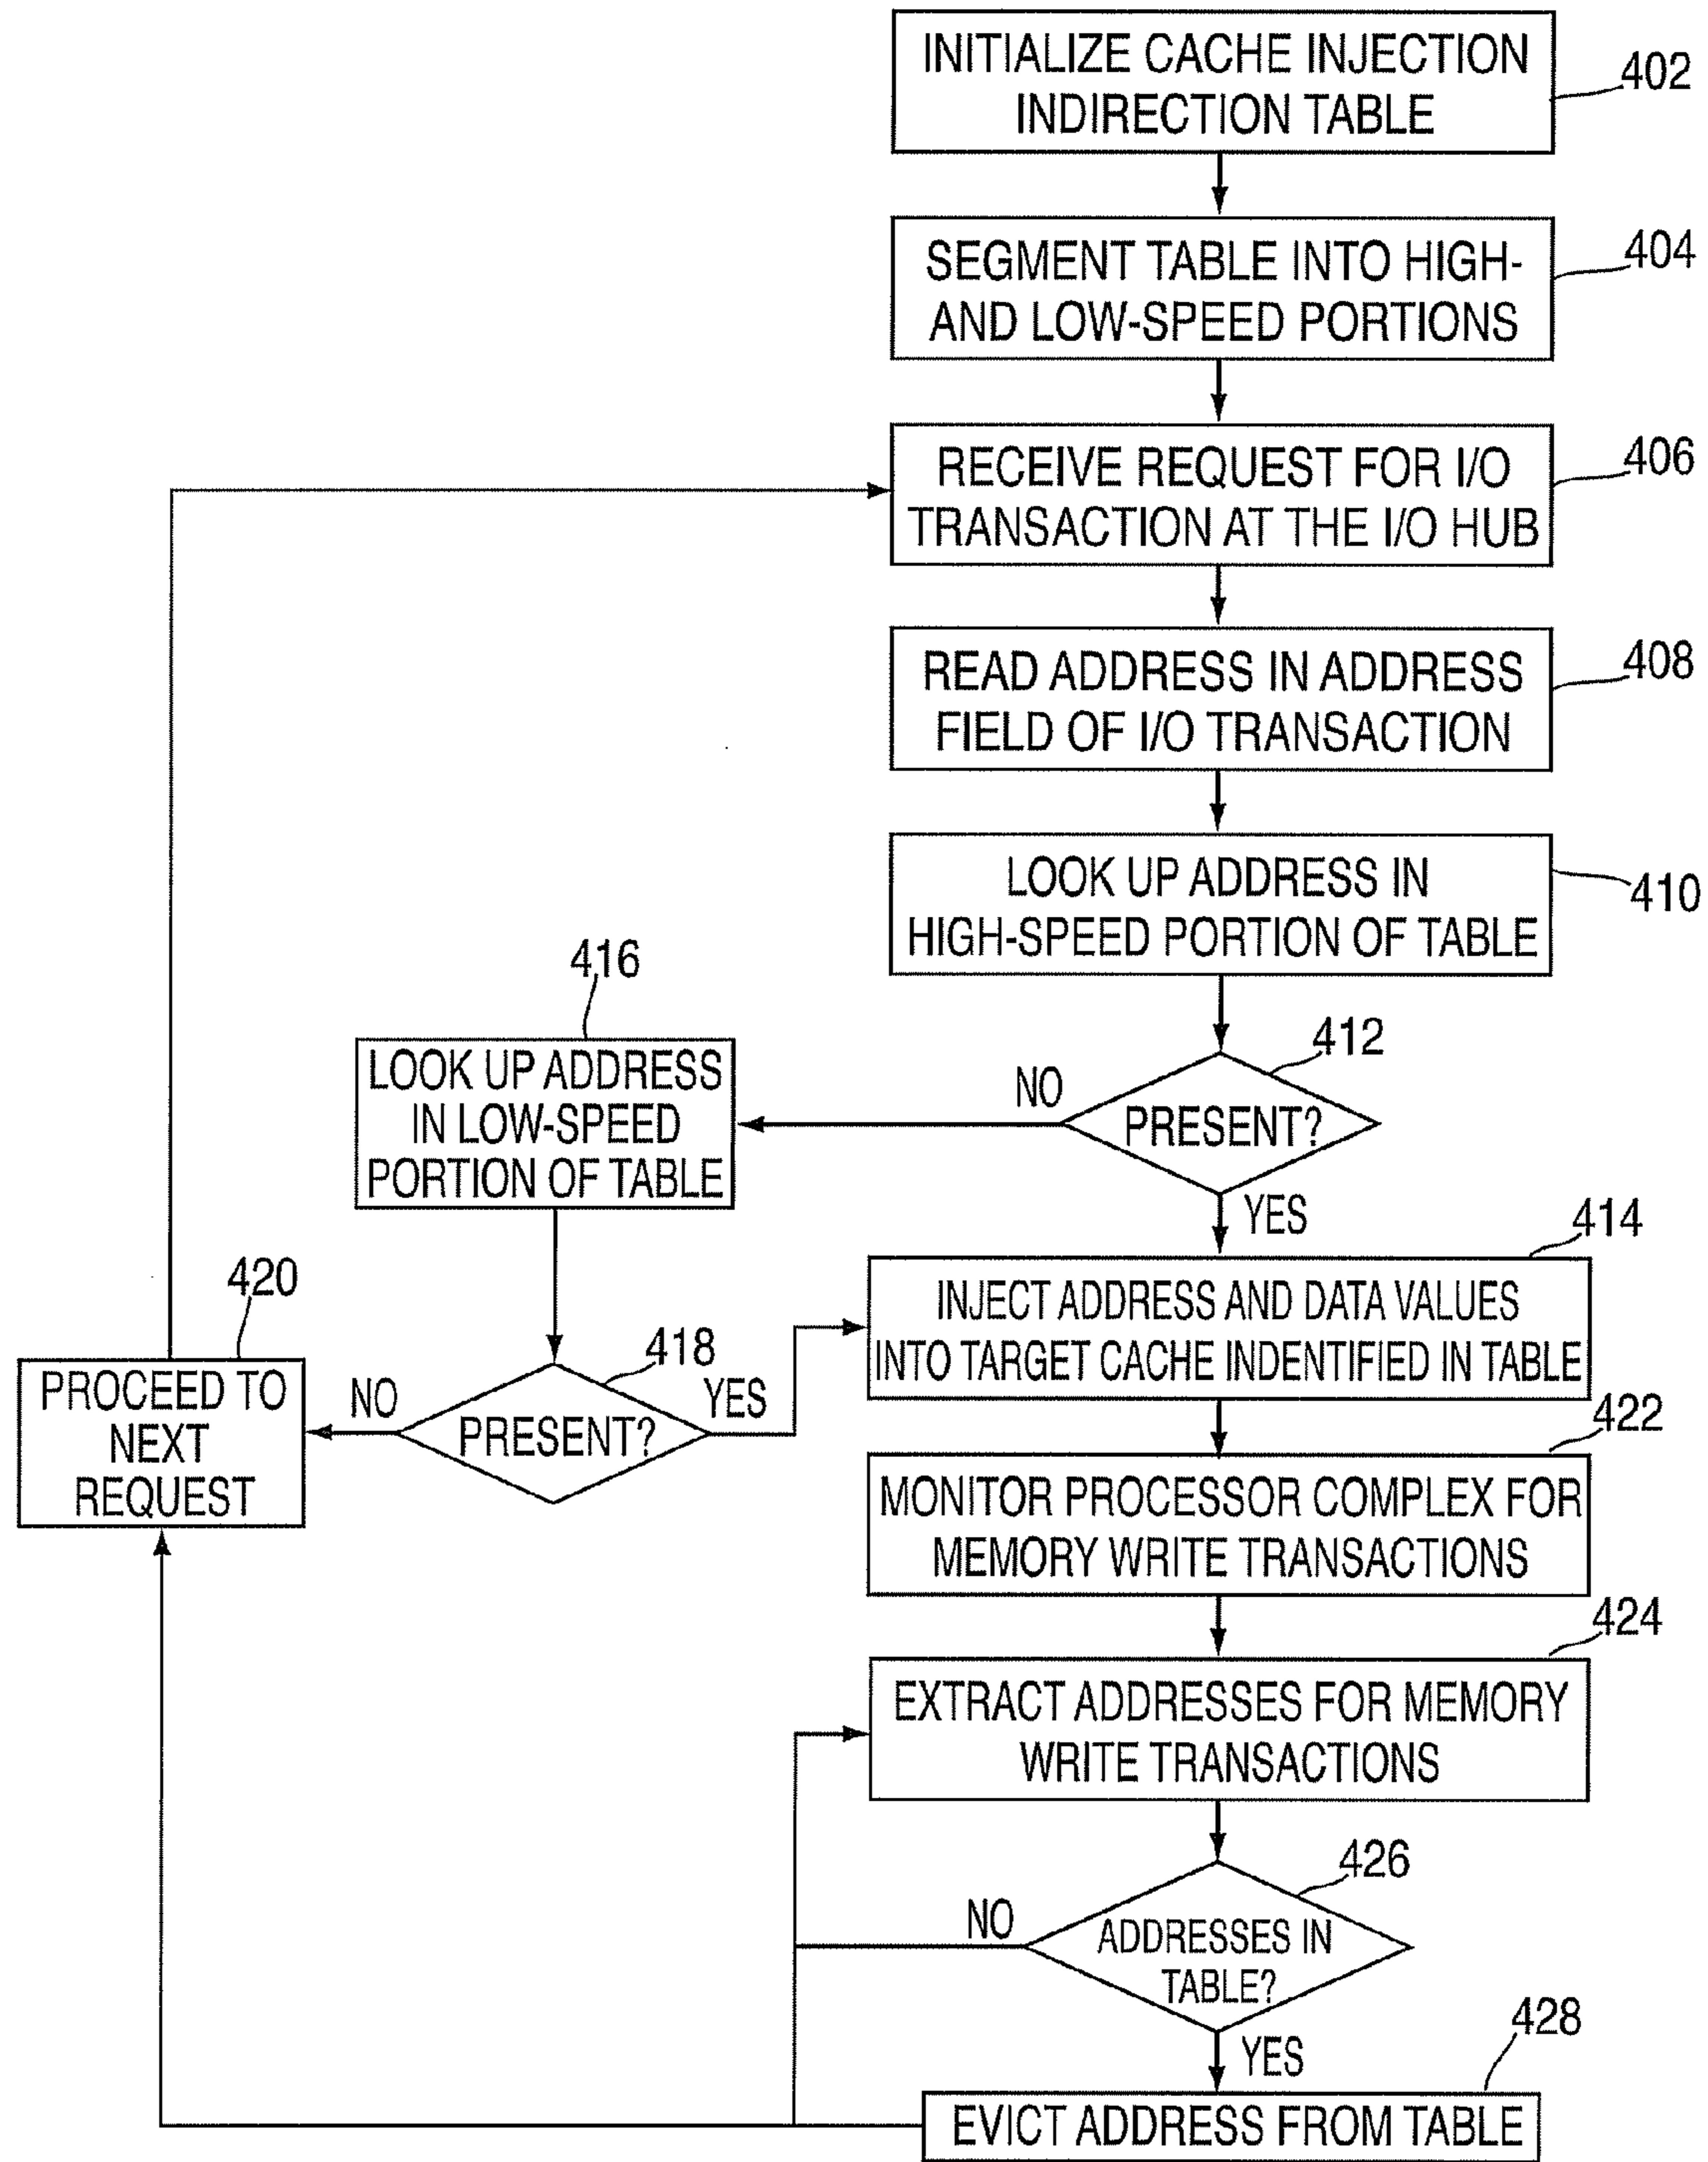 INITIALIZE CACHE INJECTION
INDIRECTION TABLE
402
SEGMENT TABLE INTO HIGH-
AND LOW-SPEED PORTIONS
404
RECEIVE REQUEST FOR I/O
TRANSACTION AT THE I/O HUB
406
READ ADDRESS IN ADDRESS
FIELD OF I/O TRANSACTION
408
LOOK UP ADDRESS IN
HIGH-SPEED PORTION OF TABLE
410
416
LOOK UP ADDRESS
IN LOW-SPEED
PORTION OF TABLE
NO
412
PRESENT?
YES
414
INJECT ADDRESS AND DATA VALUES
INTO TARGET CACHE INDENTIFIED IN TABLE
420
PROCEED TO
NEXT
REQUEST
NO
418
PRESENT?
YES
422
MONITOR PROCESSOR COMPLEX FOR
MEMORY WRITE TRANSACTIONS
424
EXTRACT ADDRESSES FOR MEMORY
WRITE TRANSACTIONS
426
NO
ADDRESSES IN
TABLE?
YES
428
EVICT ADDRESS FROM TABLE